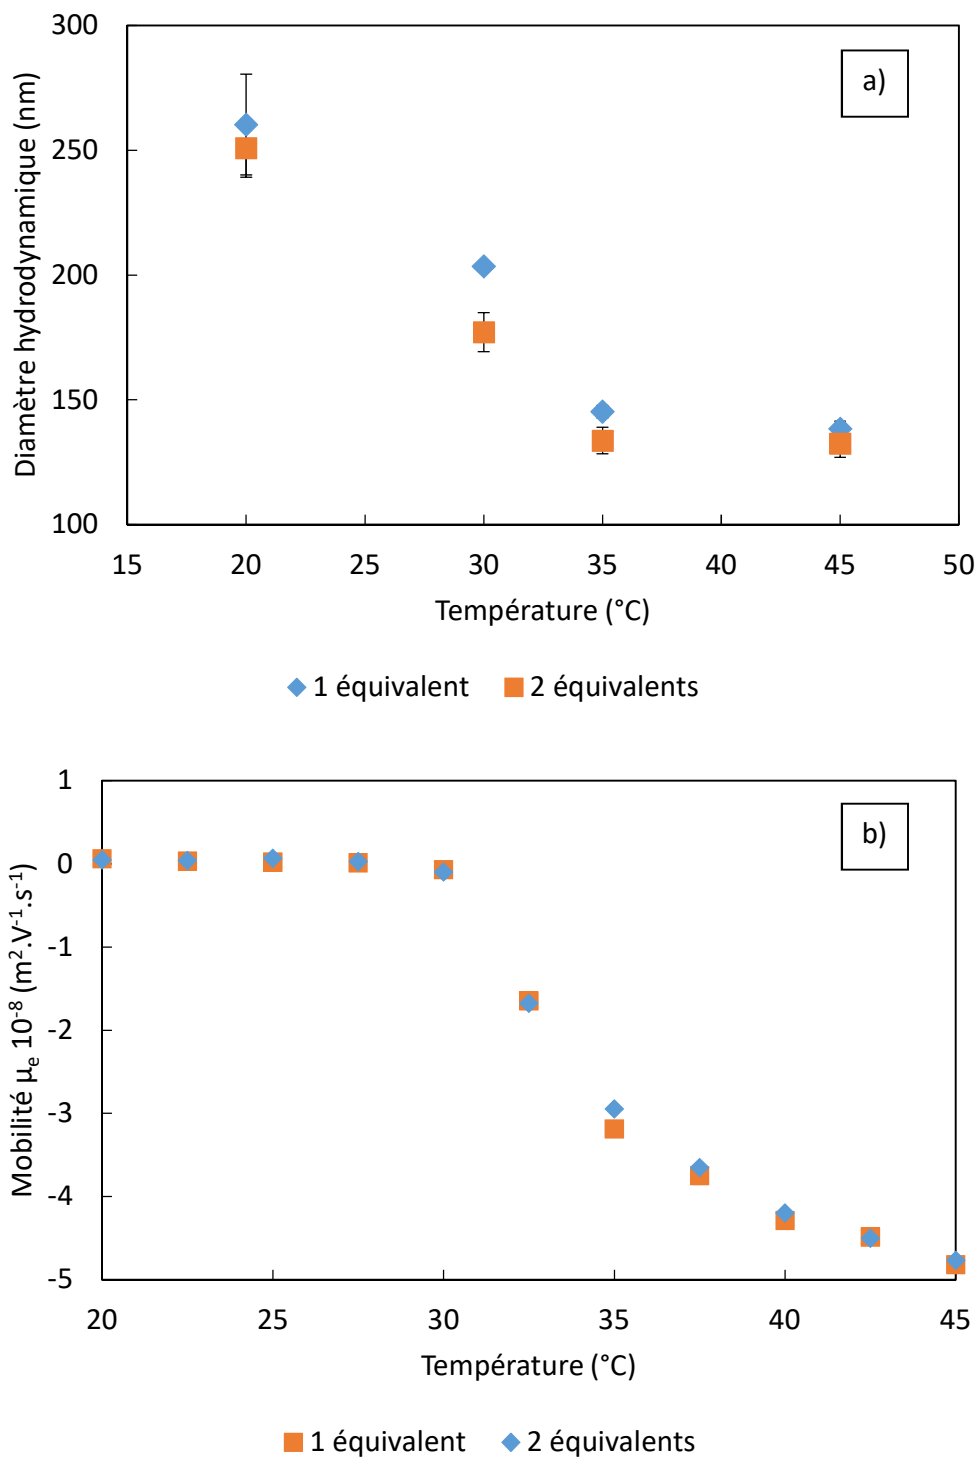 a)
Diamètre hydrodynamique (nm)
300
250
200
150
100
15 20 25 30 35 40 45 50
Température (°C)
1 équivalent 2 équivalents
b)
Mobilité µₑ 10⁻⁸ (m².V⁻¹.s⁻¹)
1
0
-1
-2
-3
-4
-5
20 25 30 35 40 45
Température (°C)
1 équivalent 2 équivalents